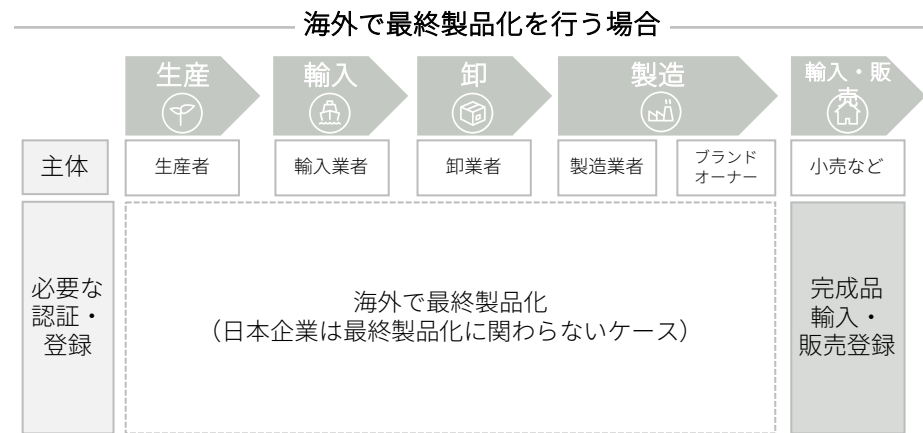 海外で最終製品化を行う場合
生産
輸入
卸
製造
輸入・販
売
主体
生産者
輸入業者
卸業者
製造業者
ブランド
オーナー
小売など
必要な
認証・
登録
海外で最終製品化
（日本企業は最終製品化に関わらないケース）
完成品
輸入・
販売登録